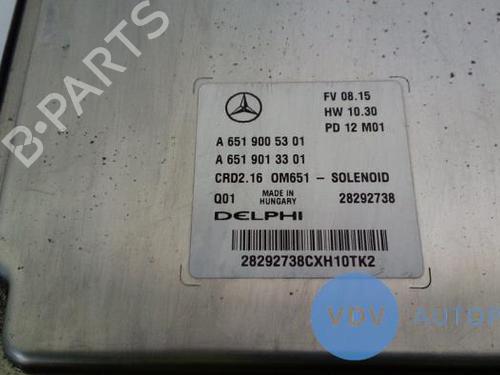 FV 08.15
HW 10.30
PD 12 M01
A 651 900 53 01
A 651 901 33 01
CRD2.16 OM651 - SOLENOID
Q01 MADE IN HUNGARY 28292738
DELPHI
28292738CXH10TK2
B-PARTS
VDV AUTOP